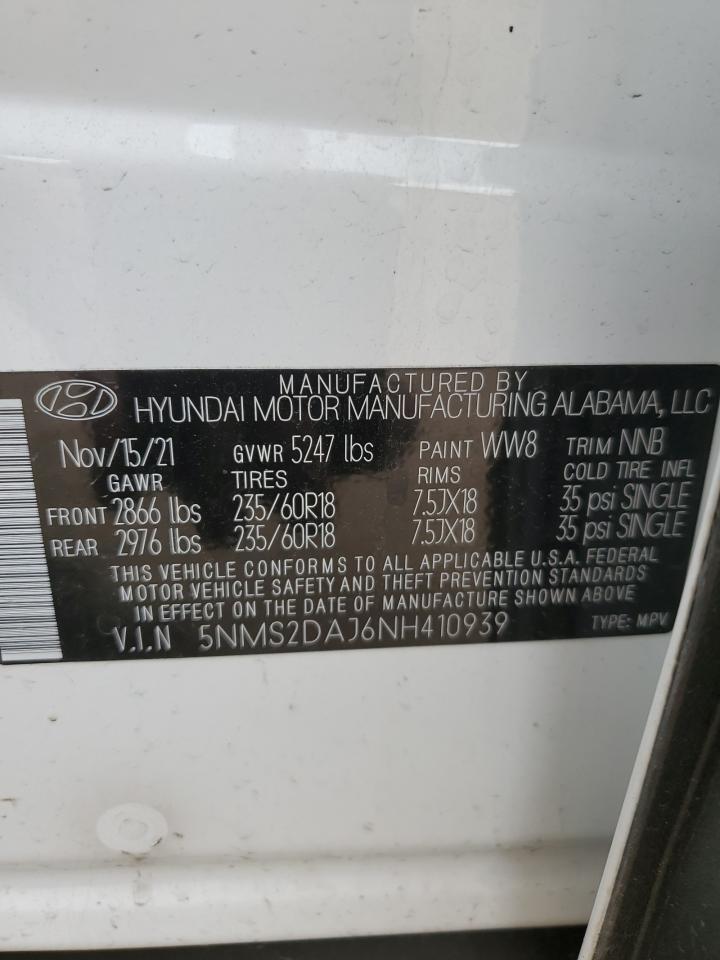 MANUFACTURED BY
HYUNDAI MOTOR MANUFACTURING ALABAMA, LLC
Nov/15/21 GVWR 5247 lbs PAINT WW8 TRIM NNB
GAWR TIRES RIMS COLD TIRE INFL
FRONT 2866 lbs 235/60R18 7.5JX18 35 psi SINGLE
REAR 2976 lbs 235/60R18 7.5JX18 35 psi SINGLE
THIS VEHICLE CONFORMS TO ALL APPLICABLE U.S.A. FEDERAL
MOTOR VEHICLE SAFETY AND THEFT PREVENTION STANDARDS
IN EFFECT ON THE DATE OF MANUFACTURE SHOWN ABOVE
V.I.N 5NMS2DAJ6NH410939 TYPE: MPV